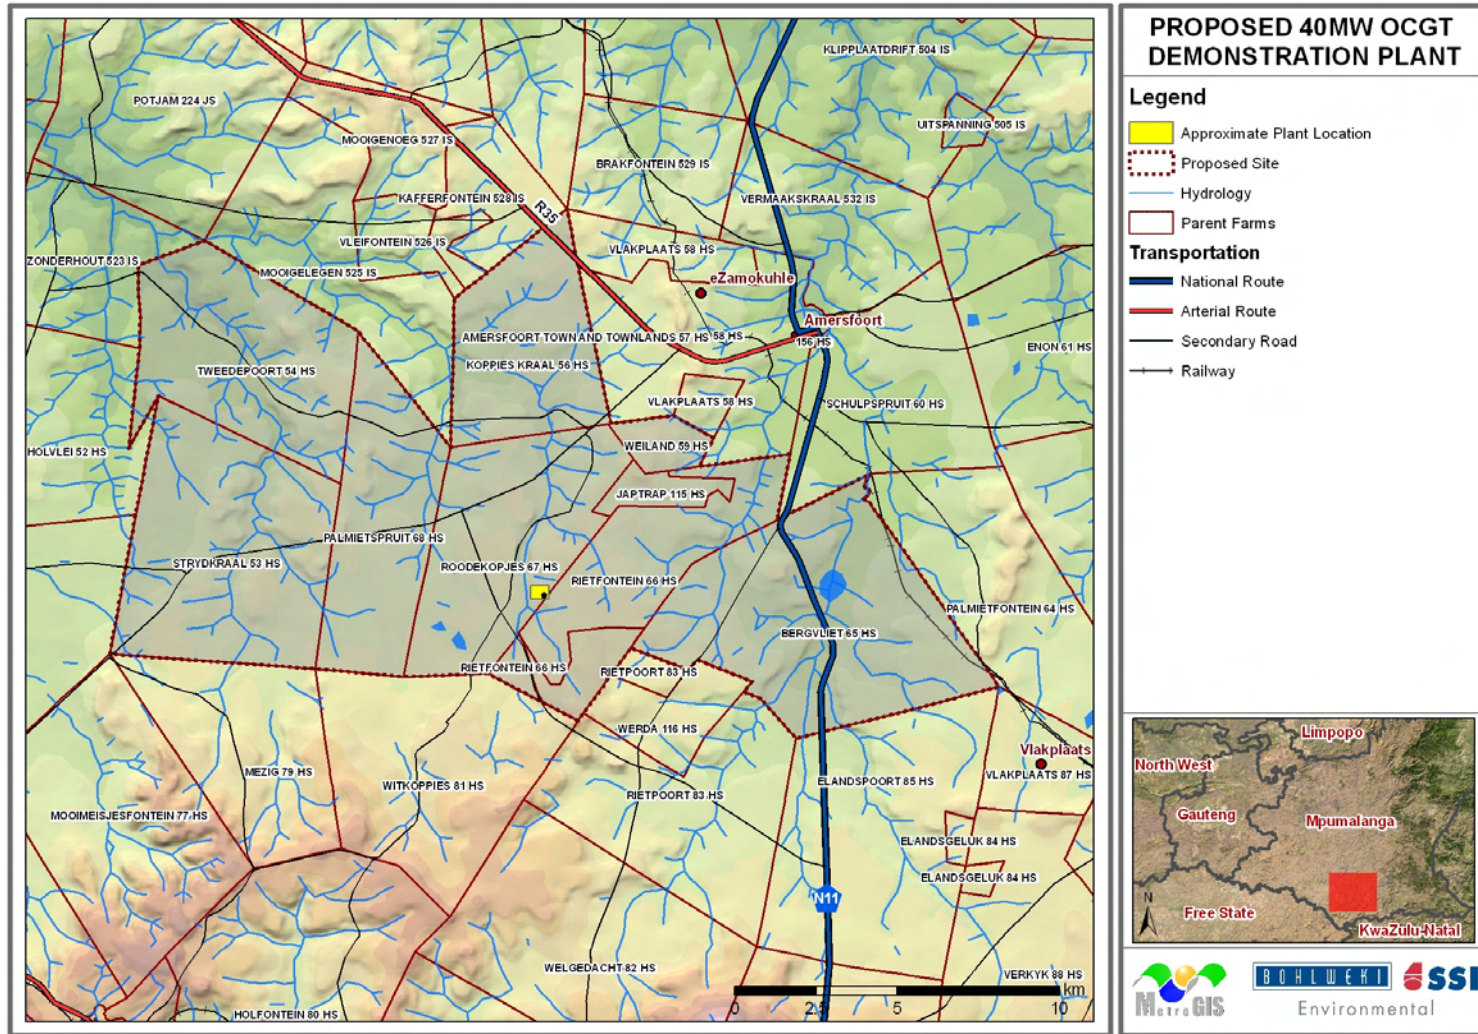 PROPOSED 40MW OCGT
DEMONSTRATION PLANT
Legend
Approximate Plant Location
Proposed Site
Hydrology
Parent Farms
Transportation
National Route
Arterial Route
Secondary Road
Railway
KLIPPLAATDRIFT 504 IS
POTJAM 224 JS
UITSPANNING 505 IS
MOOIGENOEG 527 IS
BRAKFONTEIN 529 IS
KAFFERFONTEIN 528 IS
VERMAAKSKRAAL 532 IS
R35
VLEIFONTEIN 526 IS
VLAKPLAATS 58 HS
ZONDERHOUT 523 IS
MOOIGELEGEN 525 IS
eZamokuhle
Amersfoort
AMERSFOORT TOWN AND TOWNLANDS 57 HS
58 HS
156 HS
ENON 61 HS
KOPPIES KRAAL 56 HS
TWEEDEPOORT 54 HS
VLAKPLAATS 58 HS
SCHULPSPRUIT 60 HS
HOLVLEI 52 HS
WEILAND 59 HS
JAPTRAP 115 HS
PALMIETSPRUIT 68 HS
STRYDKRAAL 53 HS
ROODEKOPJES 67 HS
RIETFONTEIN 66 HS
PALMIETFONTEIN 64 HS
BERGVLIET 65 HS
RIETFONTEIN 66 HS
RIETPOORT 83 HS
WERDA 116 HS
Vlakplaats
VLAKPLAATS 87 HS
MEZIG 79 HS
WITKOPPIES 81 HS
ELANDSPOORT 85 HS
RIETPOORT 83 HS
MOOIMEISJESFONTEIN 77 HS
ELANDSGELUK 84 HS
ELANDSGELUK 84 HS
N11
WELGEDACHT 82 HS
VERKYK 88 HS
km
0 2.5 5 10
HOLFONTEIN 80 HS
Limpopo
North West
Gauteng
Mpumalanga
N
Free State
KwaZulu-Natal
MetroGIS
BOHLWEKI
SSI
Environmental